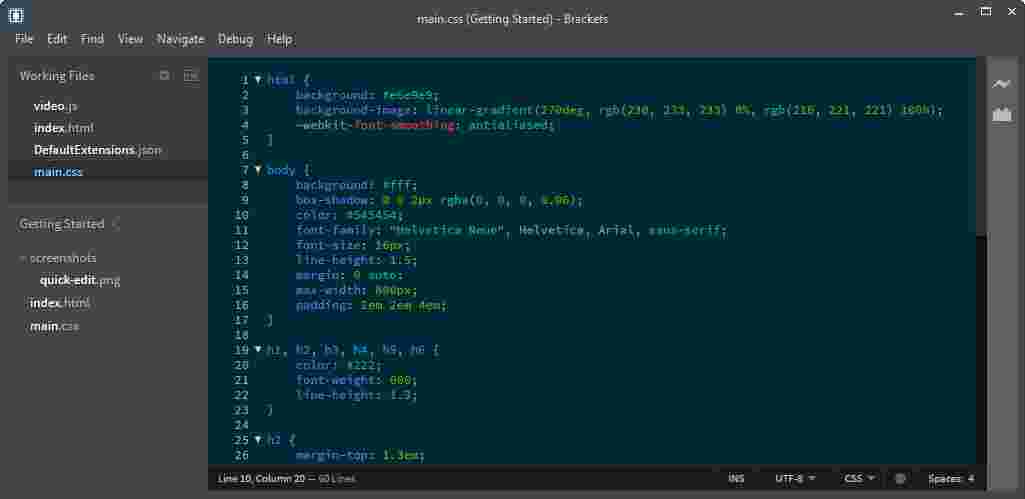 main.css (Getting Started) - Brackets
File Edit Find View Navigate Debug Help
Working Files
video.js
index.html
DefaultExtensions.json
main.css
Getting Started
screenshots
quick-edit.png
index.html
main.css
1 html {
2 background: #e6e9e9;
3 background-image: linear-gradient(270deg, rgb(230, 233, 233) 0%, rgb(216, 221, 221) 100%);
4 -webkit-font-smoothing: antialiased;
5 }
6
7 body {
8 background: #fff;
9 box-shadow: 0 0 2px rgba(0, 0, 0, 0.06);
10 color: #545454;
11 font-family: "Helvetica Neue", Helvetica, Arial, sans-serif;
12 font-size: 16px;
13 line-height: 1.5;
14 margin: 0 auto;
15 max-width: 800px;
16 padding: 2em 2em 4em;
17 }
18
19 h1, h2, h3, h4, h5, h6 {
20 color: #222;
21 font-weight: 600;
22 line-height: 1.3;
23 }
24
25 h2 {
26 margin-top: 1.3em;
Line 10, Column 20 — 60 Lines INS UTF-8 CSS Spaces: 4